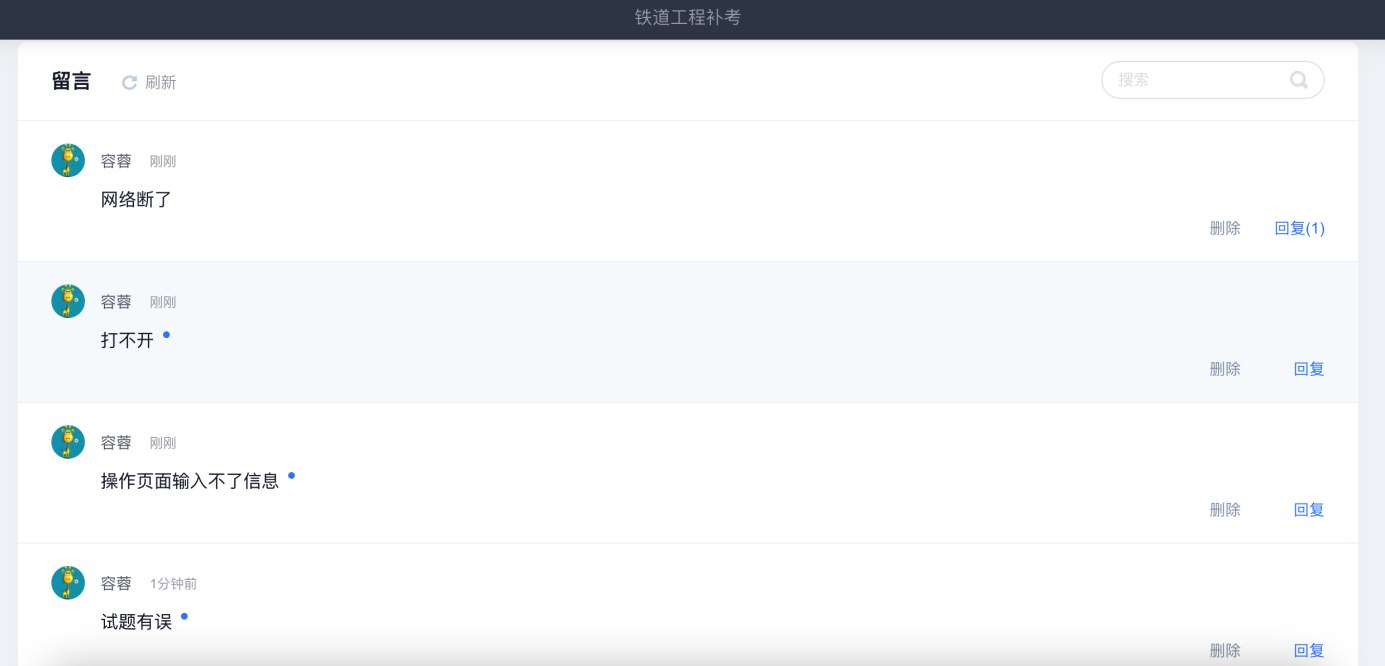 铁道工程补考
留言 刷新 搜索
容蓉 刚刚
网络断了
删除 回复(1)
容蓉 刚刚
打不开
删除 回复
容蓉 刚刚
操作页面输入不了信息
删除 回复
容蓉 1分钟前
试题有误
删除 回复